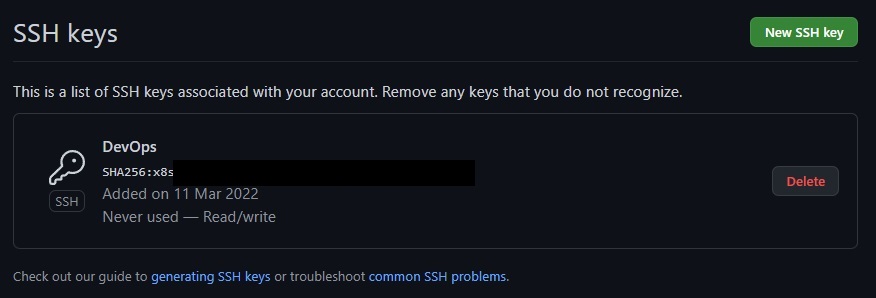 SSH keys
New SSH key
This is a list of SSH keys associated with your account. Remove any keys that you do not recognize.
DevOps
SHA256:x8s
Added on 11 Mar 2022
Never used — Read/write
SSH
Delete
Check out our guide to generating SSH keys or troubleshoot common SSH problems.